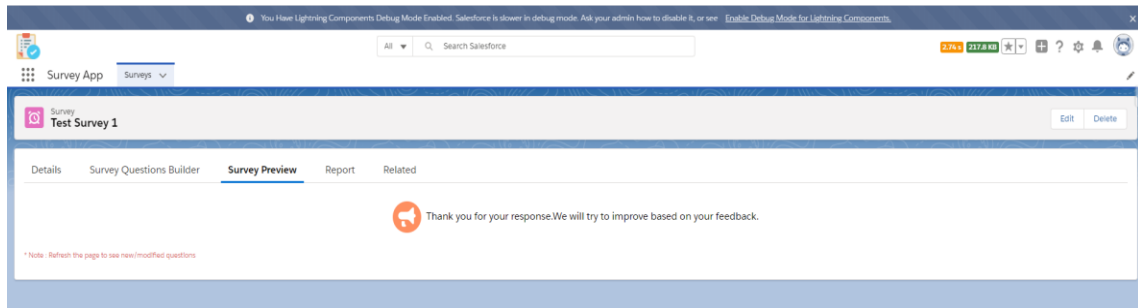 You Have Lightning Components Debug Mode Enabled. Salesforce is slower in debug mode. Ask your admin how to disable it, or see Enable Debug Mode for Lightning Components.
All Search Salesforce 2.76 s 217.8 KB
Survey App Surveys
Survey
Test Survey 1
Edit Delete
Details Survey Questions Builder Survey Preview Report Related
Thank you for your response.We will try to improve based on your feedback.
* Note : Refresh the page to see new/modified questions